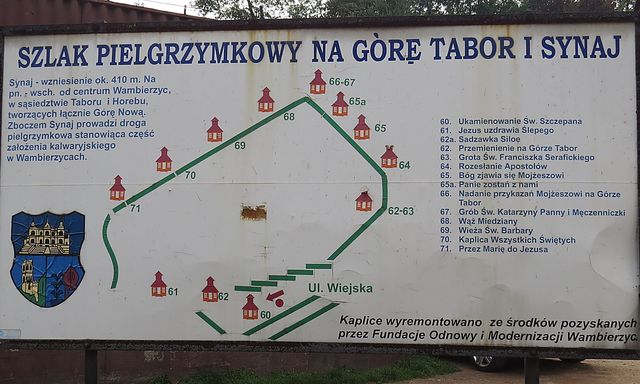 SZLAK PIELGRZYMKOWY NA GÒRĘ TABOR I SYNAJ
Synaj - wzniesienie ok. 410 m. Na
pn. - wsch. od centrum Wambierzyc,
w sąsiedztwie Taboru i Horebu,
tworzących łącznie Górę Nową.
Zboczem Synaj prowadzi droga
pielgrzymkowa stanowiąca część
założenia kalwaryjskiego
w Wambierzycach.
66-67
65a
68
65
69
64
70
71
62-63
61
62
60
Ul. Wiejska
60. Ukamienowanie Św. Szczepana
61. Jezus uzdrawia Ślepego
62a. Sadzawka Siloę
62. Przemienienie na Górze Tabor
63. Grota Św. Franciszka Serafickiego
64. Rozesłanie Apostołów
65. Bóg zjawia się Mojżeszowi
65a. Panie zostań z nami
66. Nadanie przykazań Mojżeszowi na Górze
Tabor
67. Grób Św. Katarzyny Panny i Męczenniczki
68. Wąż Miedziany
69. Wieża Św. Barbary
70. Kaplica Wszystkich Świętych
71. Przez Marię do Jezusa
Kaplice wyremontowano ze środków pozyskanych
przez Fundacje Odnowy i Modernizacji Wambierzyc